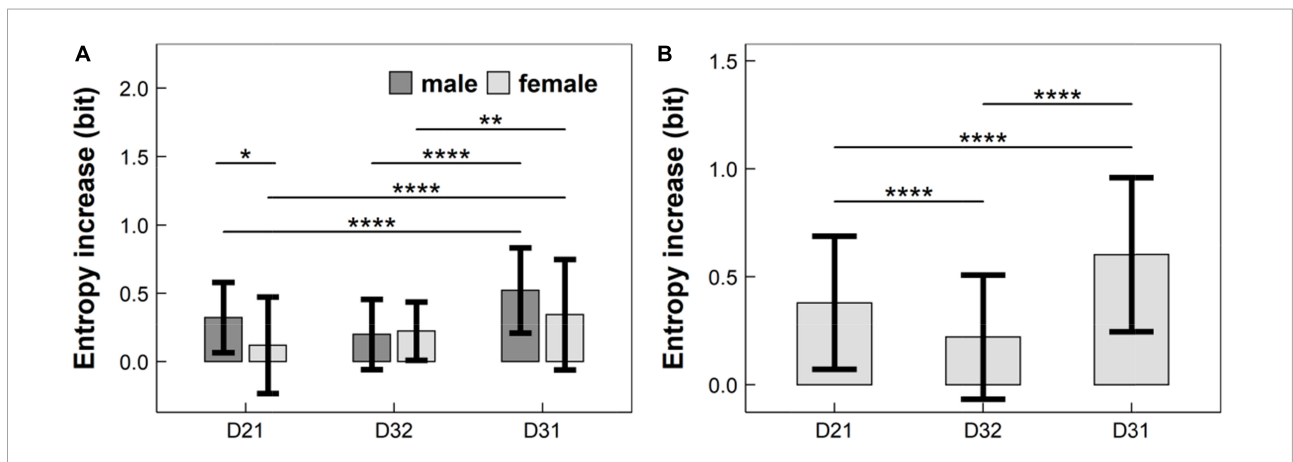 A
Entropy increase (bit)
2.0
1.5
1.0
0.5
0.0
male female
**
* ****
****
****
D21 D32 D31
B
Entropy increase (bit)
1.5
1.0
0.5
0.0
****
****
****
D21 D32 D31